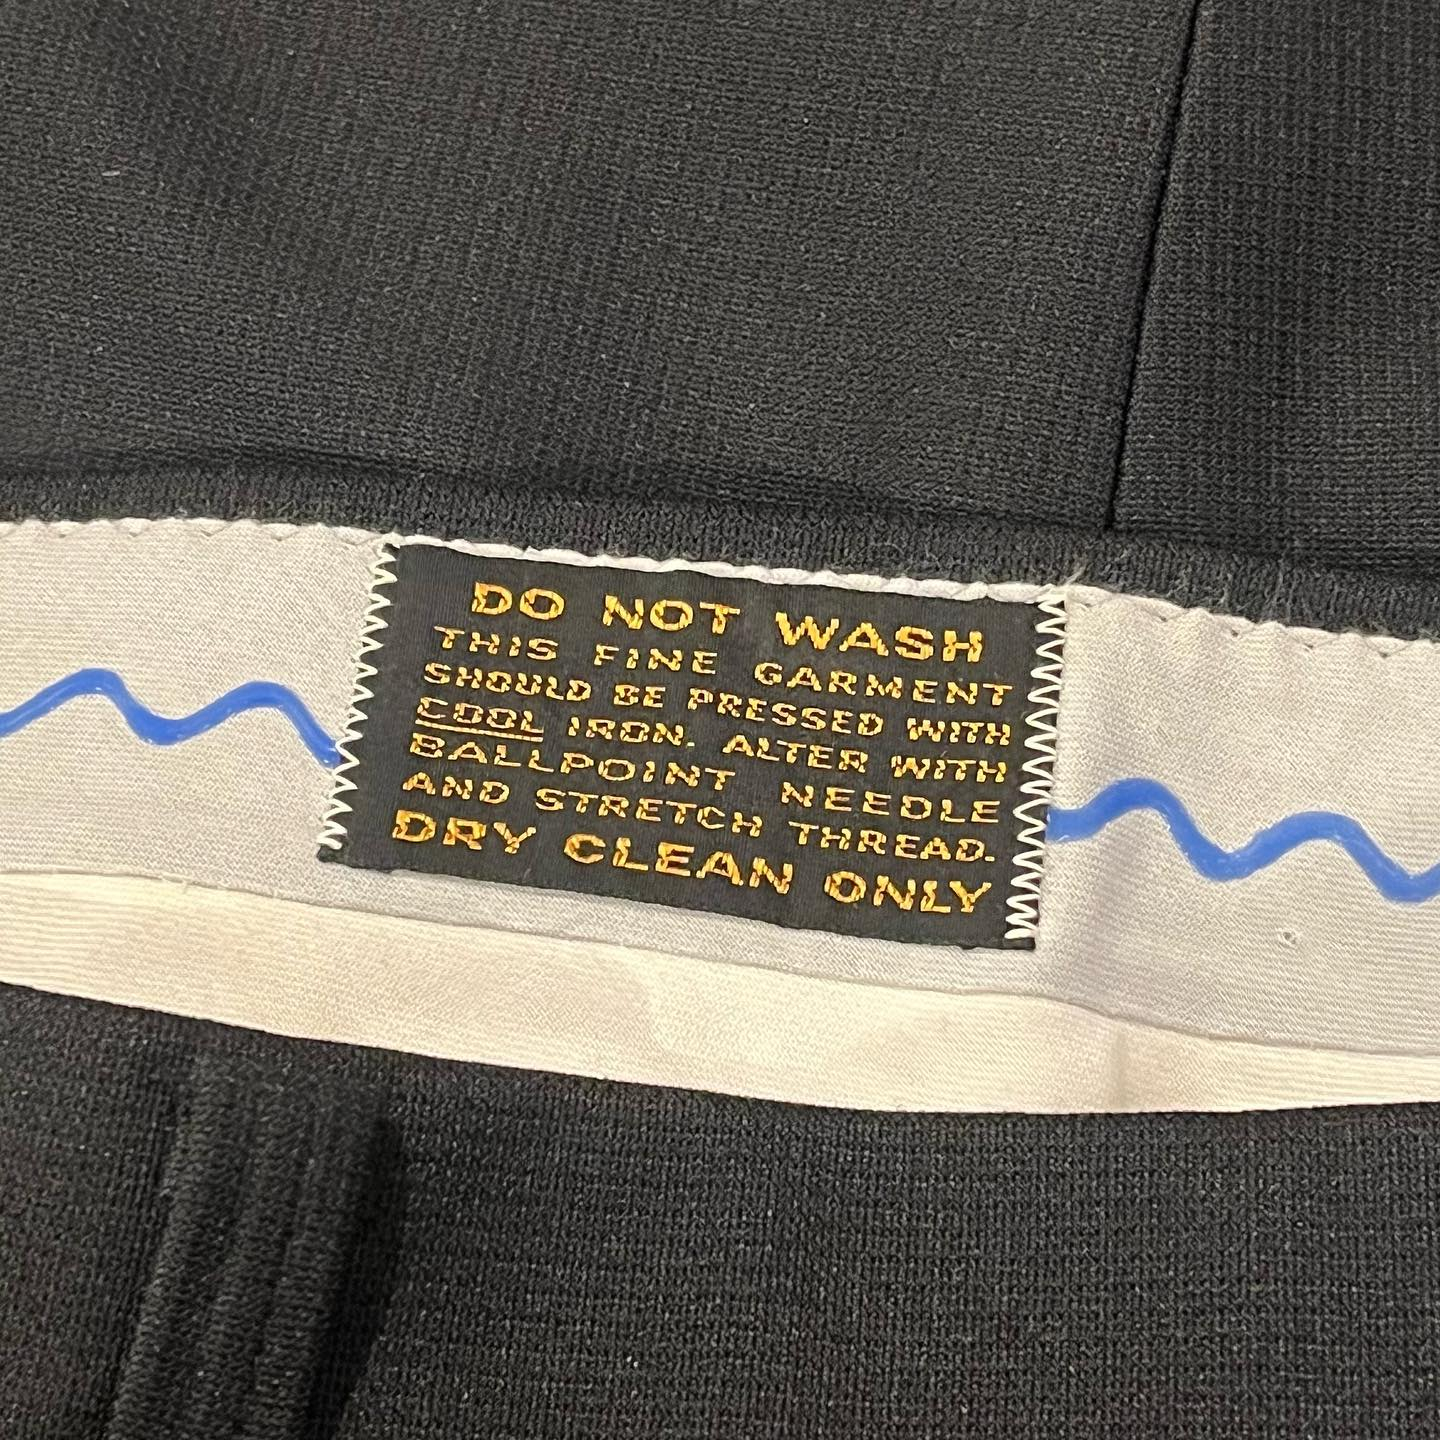 DO NOT WASH
THIS FINE GARMENT
SHOULD BE PRESSED WITH
COOL IRON. ALTER WITH
BALLPOINT NEEDLE
AND STRETCH THREAD.
DRY CLEAN ONLY